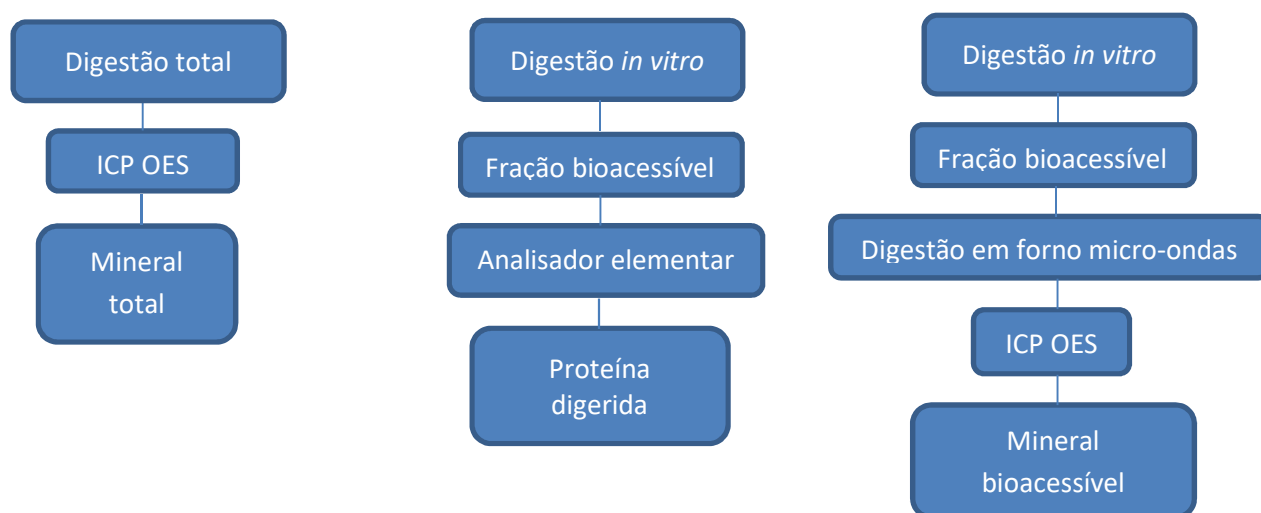 Digestão total
ICP OES
Mineral
total
Digestão in vitro
Fração bioacessível
Analisador elementar
Proteína
digerida
Digestão in vitro
Fração bioacessível
Digestão em forno micro-ondas
ICP OES
Mineral
bioacessível